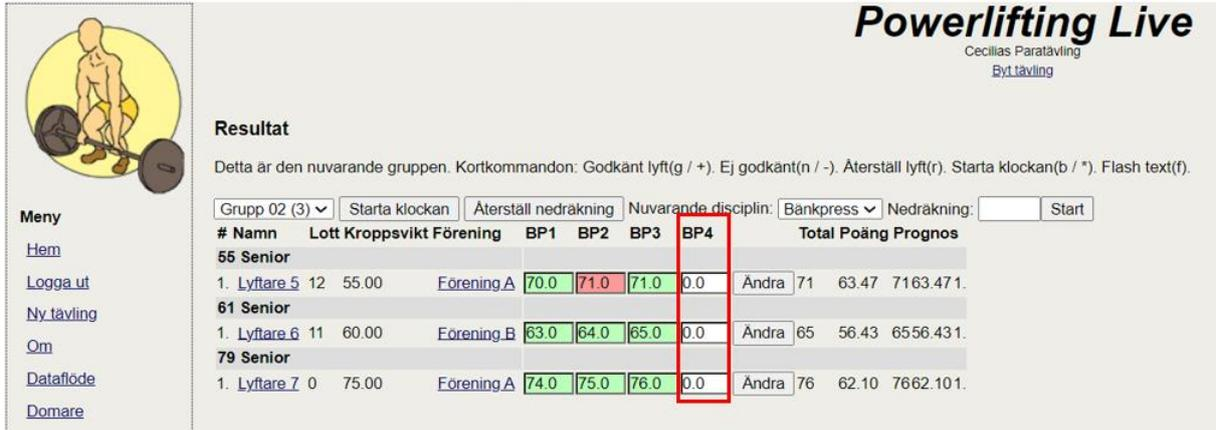 Powerlifting Live
Cecilias Paratävling
Byt tävling
Resultat
Detta är den nuvarande gruppen. Kortkommandon: Godkänt lyft(g / +). Ej godkänt(n / -). Återställ lyft(r). Starta klockan(b / *). Flash text(f).
Grupp 02 (3) Starta klockan Återställ nedräkning Nuvarande disciplin: Bänkpress Nedräkning: Start
# Namn Lott Kroppsvikt Förening BP1 BP2 BP3 BP4 Total Poäng Prognos
55 Senior
1. Lyftare 5 12 55.00 Förening A 70.0 71.0 71.0 0.0 Ändra 71 63.47 7163.471.
61 Senior
1. Lyftare 6 11 60.00 Förening B 63.0 64.0 65.0 0.0 Ändra 65 56.43 6556.431.
79 Senior
1. Lyftare 7 0 75.00 Förening A 74.0 75.0 76.0 0.0 Ändra 76 62.10 7662.101.
Meny
Hem
Logga ut
Ny tävling
Om
Dataflöde
Domare